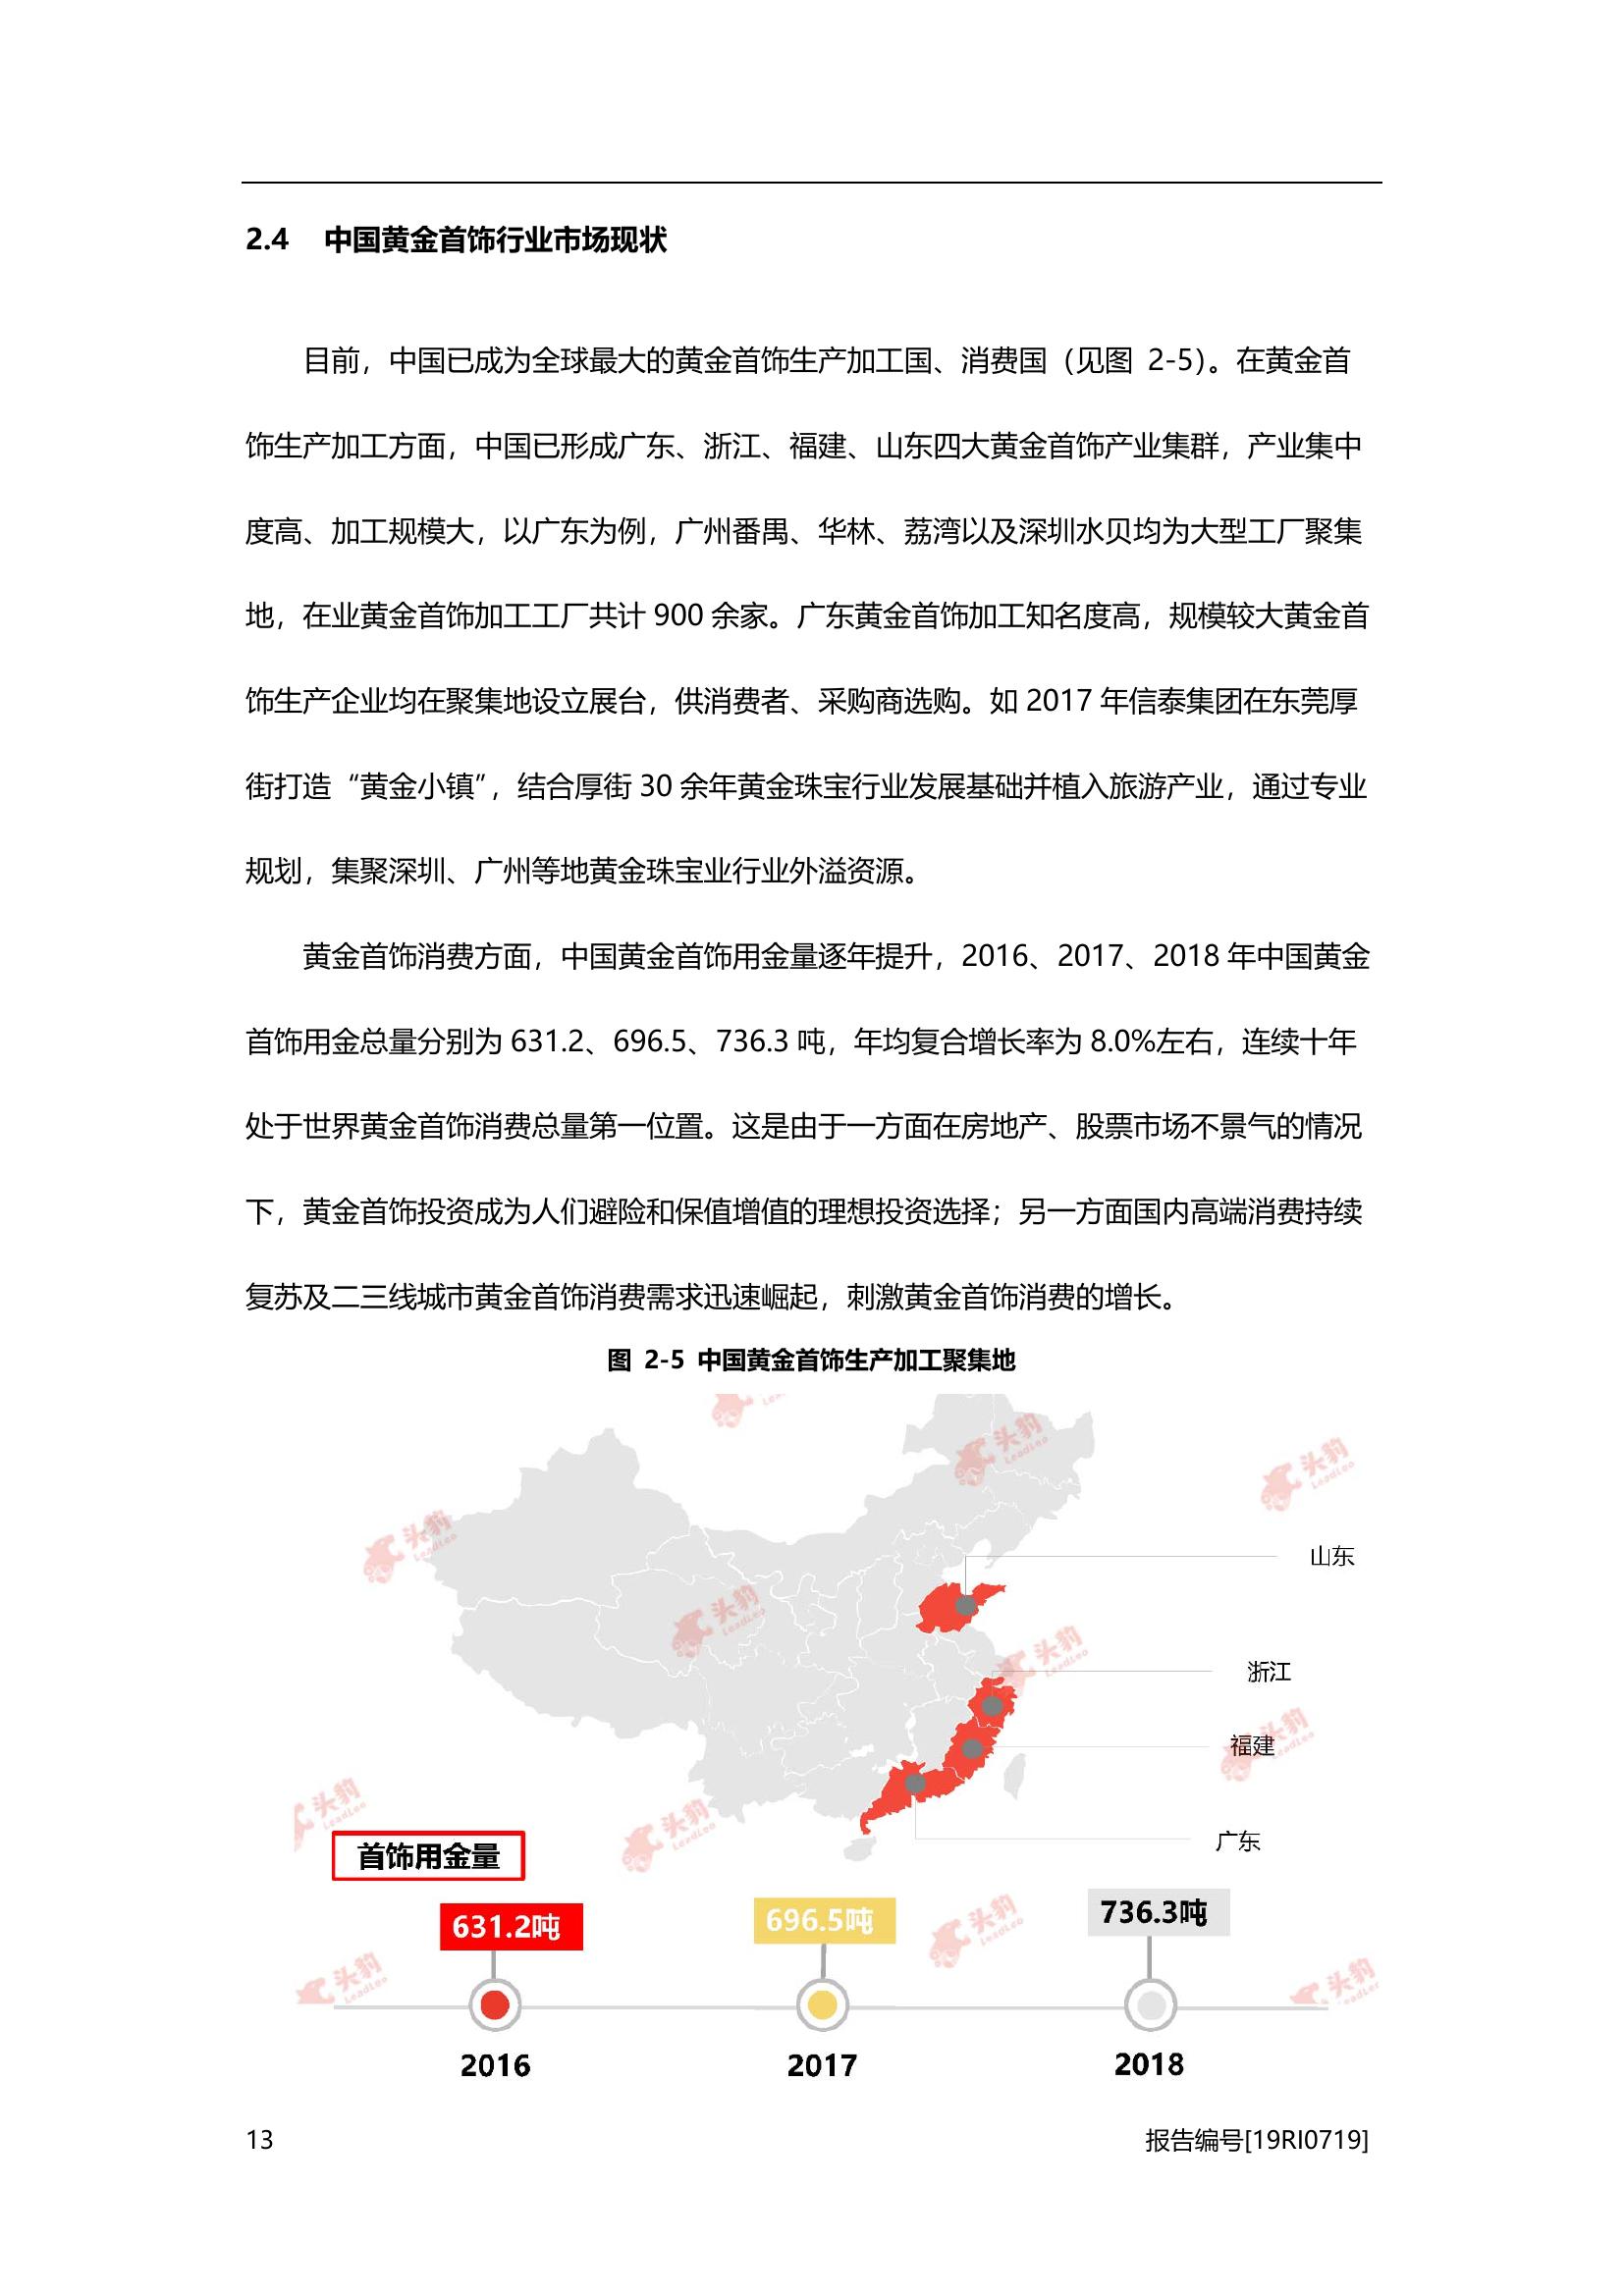 2.4 中国黄金首饰行业市场现状
目前，中国已成为全球最大的黄金首饰生产加工国、消费国（见图 2-5）。在黄金首
饰生产加工方面，中国已形成广东、浙江、福建、山东四大黄金首饰产业集群，产业集中
度高、加工规模大，以广东为例，广州番禺、华林、荔湾以及深圳水贝均为大型工厂聚集
地，在业黄金首饰加工工厂共计 900 余家。广东黄金首饰加工知名度高，规模较大黄金首
饰生产企业均在聚集地设立展台，供消费者、采购商选购。如 2017 年信泰集团在东莞厚
街打造“黄金小镇”，结合厚街 30 余年黄金珠宝行业发展基础并植入旅游产业，通过专业
规划，集聚深圳、广州等地黄金珠宝业行业外溢资源。
黄金首饰消费方面，中国黄金首饰用金量逐年提升，2016、2017、2018 年中国黄金
首饰用金总量分别为 631.2、696.5、736.3 吨，年均复合增长率为 8.0%左右，连续十年
处于世界黄金首饰消费总量第一位置。这是由于一方面在房地产、股票市场不景气的情况
下，黄金首饰投资成为人们避险和保值增值的理想投资选择；另一方面国内高端消费持续
复苏及二三线城市黄金首饰消费需求迅速崛起，刺激黄金首饰消费的增长。
图 2-5 中国黄金首饰生产加工聚集地
头豹
LeadLeo
山东
浙江
福建
广东
首饰用金量
631.2吨
696.5吨
736.3吨
2016
2017
2018
13
报告编号[19RI0719]